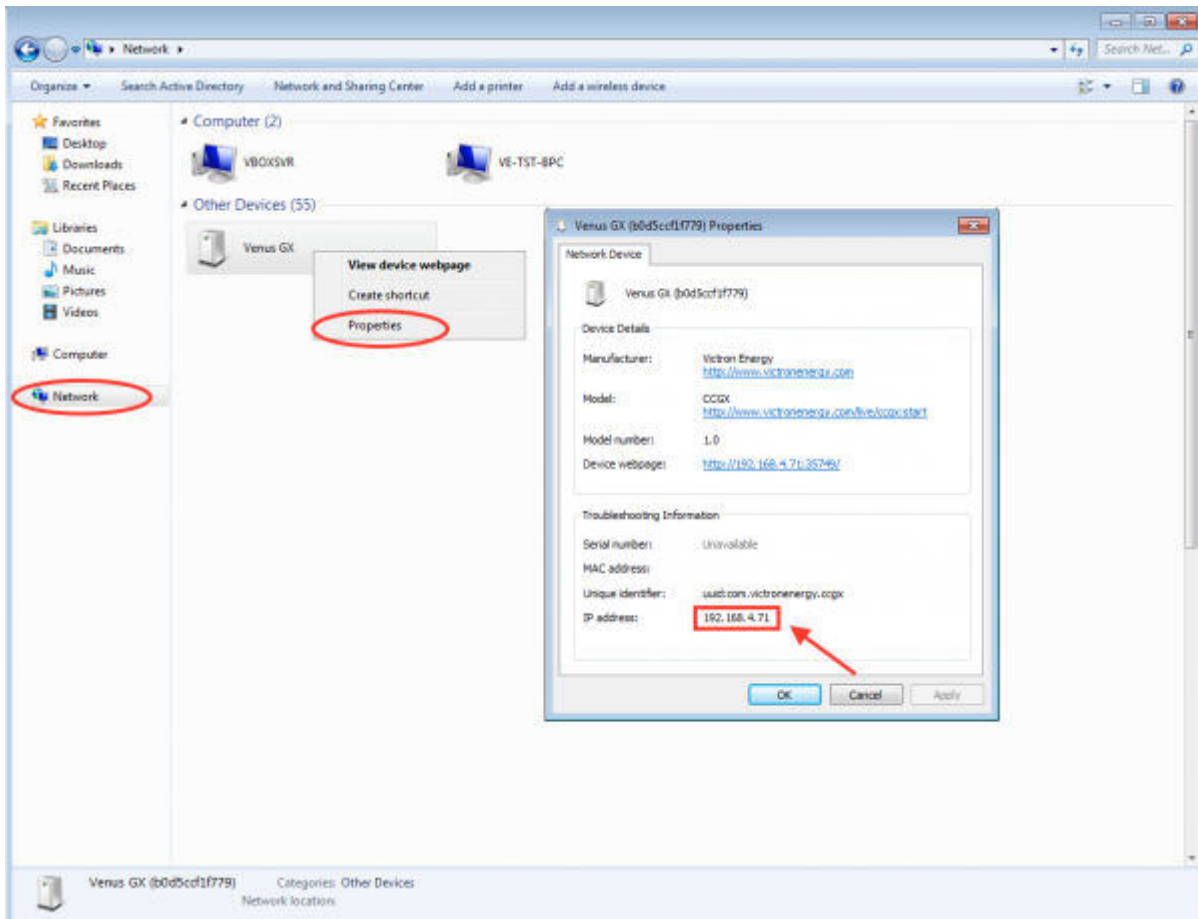 Network
Search Net...
Organize
Search Active Directory
Network and Sharing Center
Add a printer
Add a wireless device
Favorites
Desktop
Downloads
Recent Places
Libraries
Documents
Music
Pictures
Videos
Computer
Network
Computer (2)
VBOXSVR
VE-TST-BPC
Other Devices (55)
Venus GX
View device webpage
Create shortcut
Properties
Venus GX (b0d5ccf1f779) Properties
Network Device
Venus GX (b0d5ccf1f779)
Device Details
Manufacturer: Victron Energy
http://www.victronenergy.com
Model: CCGX
http://www.victronenergy.com/live/ccgx:start
Model number: 1.0
Device webpage: http://192.168.4.71:35749/
Troubleshooting Information
Serial number: Unavailable
MAC address:
Unique identifier: uuid:com.victronenergy.ccgx
IP address: 192.168.4.71
OK
Cancel
Apply
Venus GX (b0d5ccf1f779)
Categories: Other Devices
Network location: